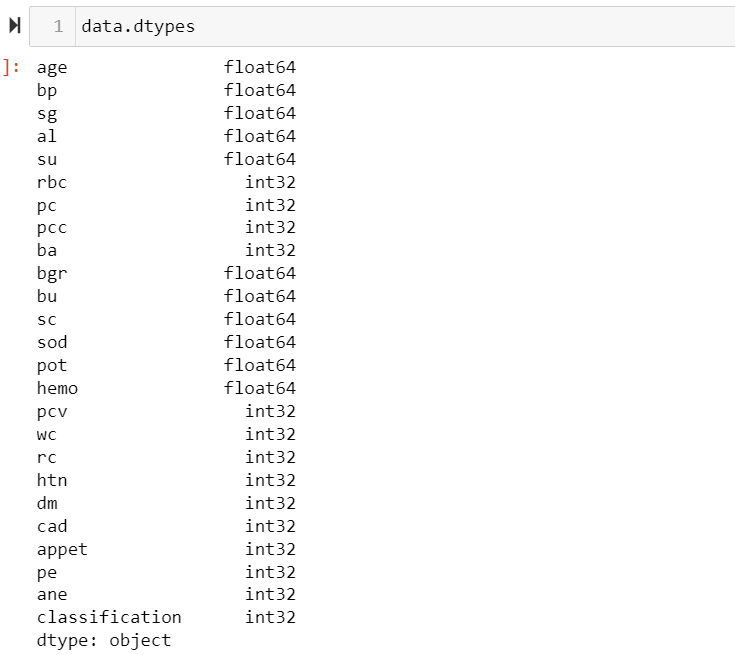 1 data.dtypes
]:
age float64
bp float64
sg float64
al float64
su float64
rbc int32
pc int32
pcc int32
ba int32
bgr float64
bu float64
sc float64
sod float64
pot float64
hemo float64
pcv int32
wc int32
rc int32
htn int32
dm int32
cad int32
appet int32
pe int32
ane int32
classification int32
dtype: object